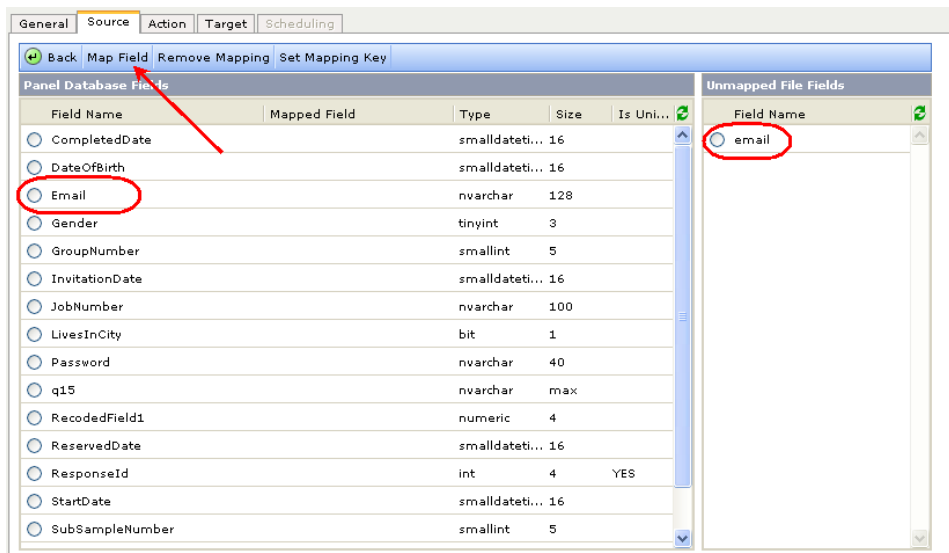 General Source Action Target Scheduling
Back Map Field Remove Mapping Set Mapping Key
Panel Database Fields Unmapped File Fields
Field Name Mapped Field Type Size Is Uni... Field Name
CompletedDate smalldateti... 16 email
DateOfBirth smalldateti... 16
Email nvarchar 128
Gender tinyint 3
GroupNumber smallint 5
InvitationDate smalldateti... 16
JobNumber nvarchar 100
LivesInCity bit 1
Password nvarchar 40
q15 nvarchar max
RecodedField1 numeric 4
ReservedDate smalldateti... 16
ResponseId int 4 YES
StartDate smalldateti... 16
SubSampleNumber smallint 5